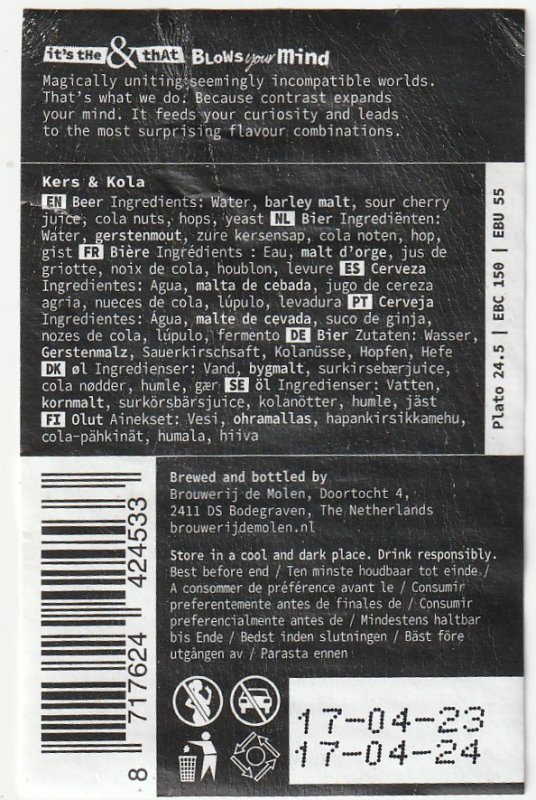 it's the & that BLOWS your mind
Magically uniting seemingly incompatible worlds.
That's what we do. Because contrast expands
your mind. It feeds your curiosity and leads
to the most surprising flavour combinations.
Kers & Kola
EN Beer Ingredients: Water, barley malt, sour cherry
juice, cola nuts, hops, yeast NL Bier Ingrediënten:
Water, gerstenmout, zure kersensap, cola noten, hop,
gist FR Bière Ingrédients : Eau, malt d'orge, jus de
griotte, noix de cola, houblon, levure ES Cerveza
Ingredientes: Agua, malta de cebada, jugo de cereza
agria, nueces de cola, lúpulo, levadura PT Cerveja
Ingredientes: Água, malte de cevada, suco de ginja,
nozes de cola, lúpulo, fermento DE Bier Zutaten: Wasser,
Gerstenmalz, Sauerkirschsaft, Kolanüsse, Hopfen, Hefe
DK øl Ingredienser: Vand, bygmalt, surkirsebærjuice,
cola nødder, humle, gær SE öl Ingredienser: Vatten,
kornmalt, surkörsbärsjuice, kolanötter, humle, jäst
FI Olut Ainekset: Vesi, ohramallas, hapankirsikkamehu,
cola-pähkinät, humala, hiiva
Plato 24.5 | EBC 150 | EBU 55
Brewed and bottled by
Brouwerij de Molen, Doortocht 4,
2411 DS Bodegraven, The Netherlands
brouwerijdemolen.nl
Store in a cool and dark place. Drink responsibly.
Best before end / Ten minste houdbaar tot einde /
A consommer de préférence avant le / Consumir
preferentemente antes de finales de / Consumir
preferencialmente antes de / Mindestens haltbar
bis Ende / Bedst inden slutningen / Bäst före
utgången av / Parasta ennen
8 717624 424533
17-04-23
17-04-24